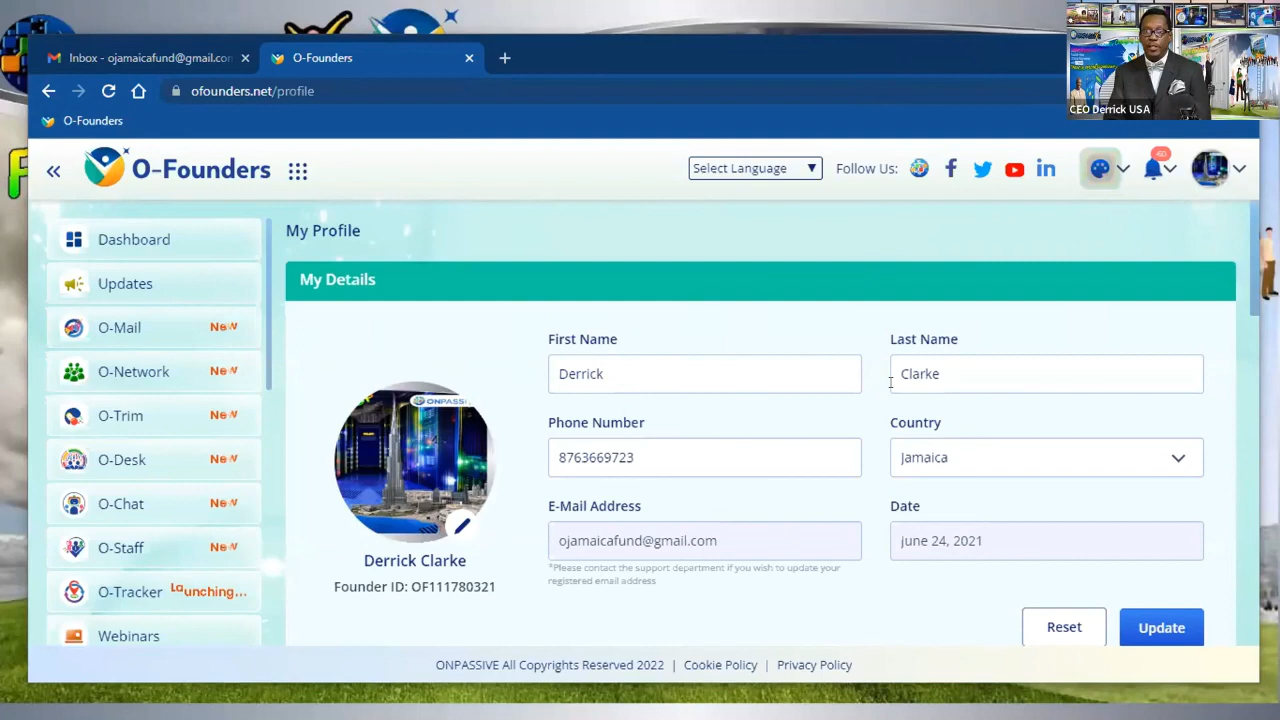 Inbox - ojamaicafund@gmail.co
O-Founders
ofounders.net/profile
O-Founders
CEO Derrick USA
O-Founders
Select Language
Follow Us:
60
Dashboard
Updates
O-Mail NEW
O-Network NEW
O-Trim NEW
O-Desk NEW
O-Chat NEW
O-Staff NEW
O-Tracker Launching...
Webinars
My Profile
My Details
ONPASSIV
Derrick Clarke
Founder ID: OF111780321
First Name
Derrick
Last Name
Clarke
Phone Number
8763669723
Country
Jamaica
E-Mail Address
ojamaicafund@gmail.com
*Please contact the support department if you wish to update your
registered email address
Date
june 24, 2021
Reset
Update
ONPASSIVE All Copyrights Reserved 2022 | Cookie Policy | Privacy Policy